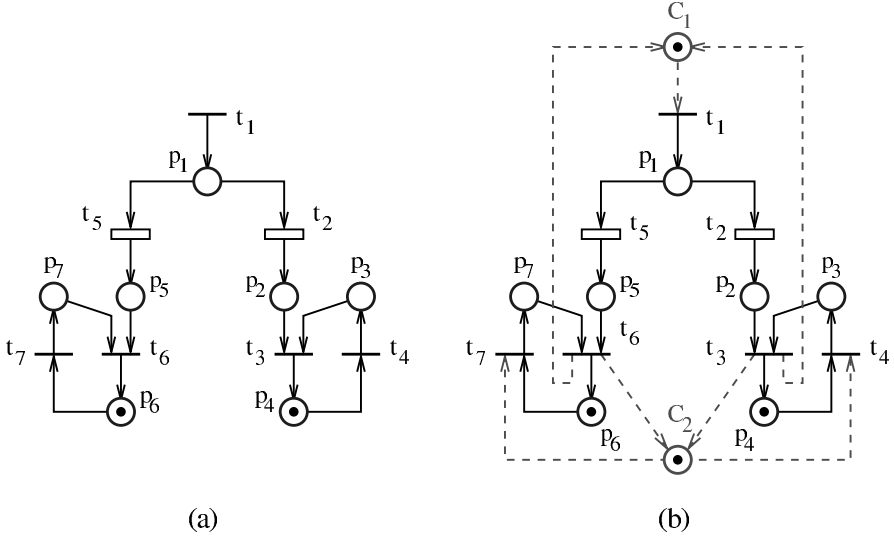 C1
t1 t1
p1 p1
t5 t2 t5 t2
p7 p5 p2 p3 p7 p5 p2 p3
t6
t7 t6 t3 t4 t7 t3 t4
p6 p4 C2
p6 p4
(a) (b)